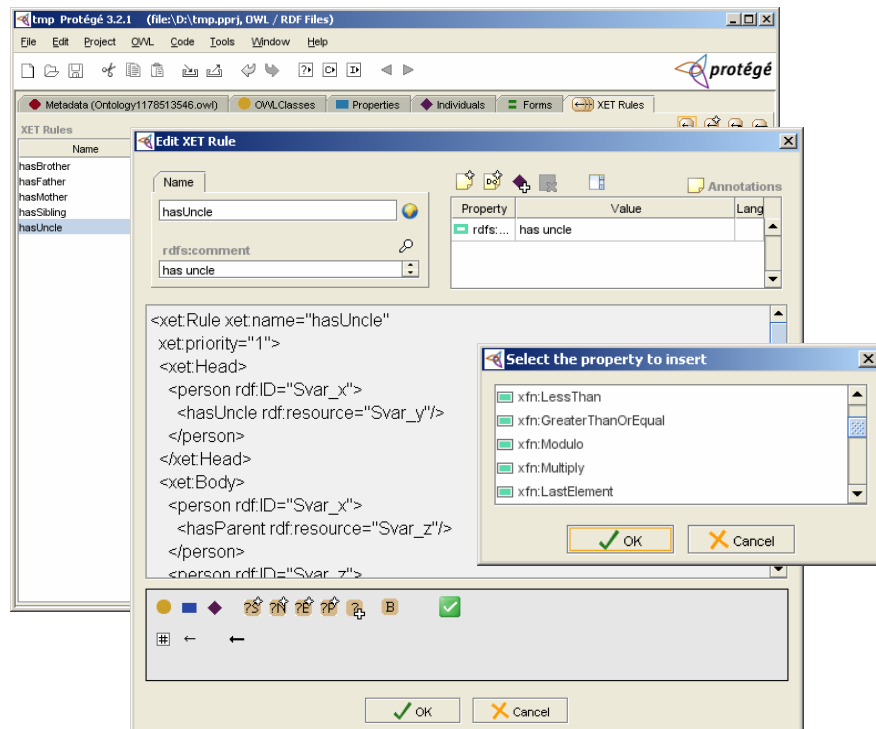 tmp Protégé 3.2.1 (file:\D:\tmp.pprj, OWL / RDF Files)
File Edit Project OWL Code Tools Window Help
protégé
Metadata (Ontology1178513546.owl) OWLClasses Properties Individuals Forms XET Rules
XET Rules
Name
hasBrother
hasFather
hasMother
hasSibling
hasUncle
Edit XET Rule
Name
Annotations
hasUncle
Property Value Lang
rdfs:... has uncle
rdfs:comment
has uncle
<xet:Rule xet:name="hasUncle"
xet:priority="1">
<xet:Head>
<person rdf:ID="Svar_x">
<hasUncle rdf:resource="Svar_y"/>
</person>
</xet:Head>
<xet:Body>
<person rdf:ID="Svar_x">
<hasParent rdf:resource="Svar_z"/>
</person>
<person rdf:ID="Svar_z">
Select the property to insert
xfn:LessThan
xfn:GreaterThanOrEqual
xfn:Modulo
xfn:Multiply
xfn:LastElement
OK Cancel
?S ?N ?E ?P ? B
#
OK Cancel